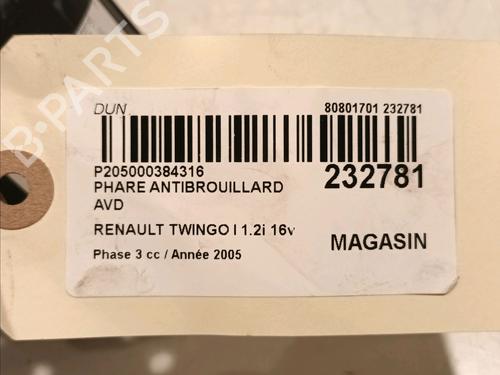 B-PARTS
DUN 80801701 232781
P205000384316
PHARE ANTIBROUILLARD 232781
AVD
RENAULT TWINGO I 1.2i 16v
MAGASIN
Phase 3 cc / Année 2005